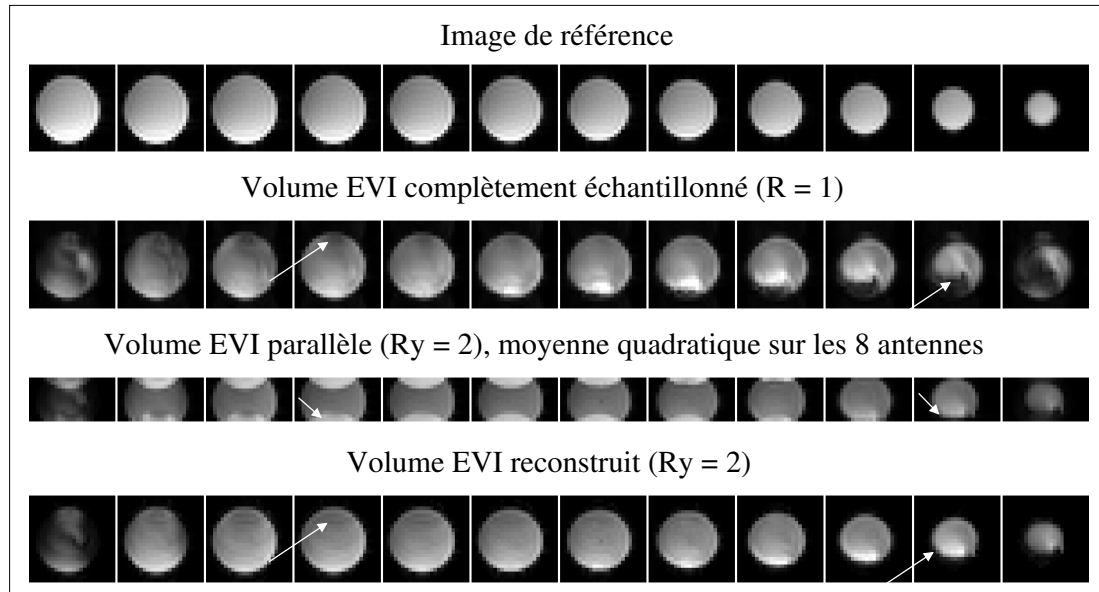 Image de référence
Volume EVI complètement échantillonné (R = 1)
Volume EVI parallèle (Ry = 2), moyenne quadratique sur les 8 antennes
Volume EVI reconstruit (Ry = 2)